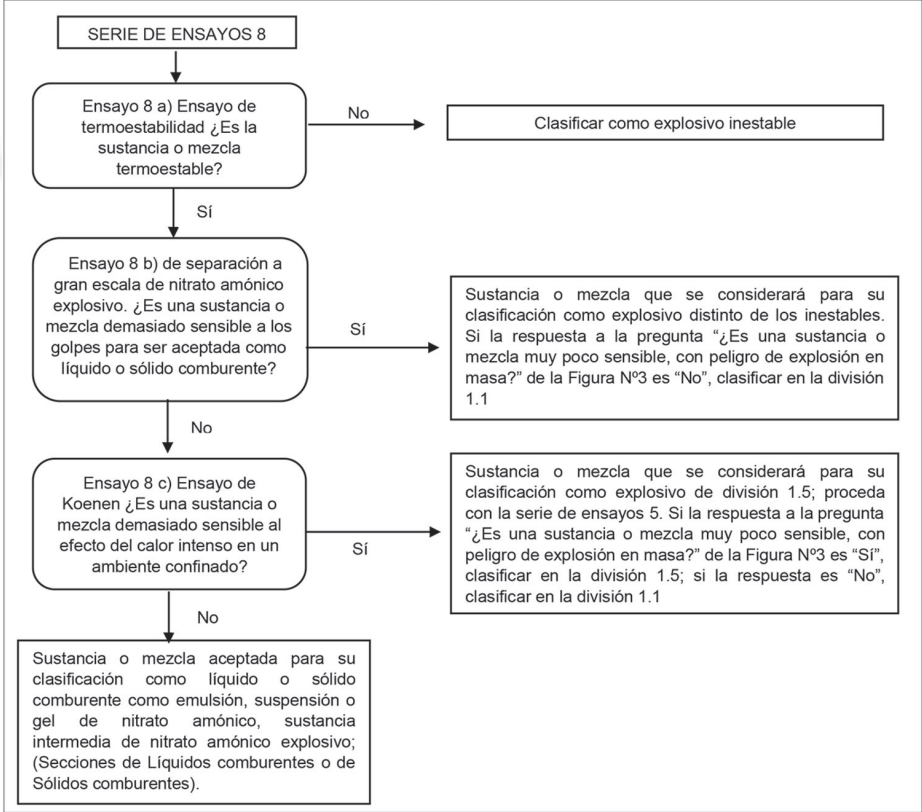 SERIE DE ENSAYOS 8
Ensayo 8 a) Ensayo de
termoestabilidad ¿Es la
sustancia o mezcla
termoestable?
No
Clasificar como explosivo inestable
Sí
Ensayo 8 b) de separación a
gran escala de nitrato amónico
explosivo. ¿Es una sustancia o
mezcla demasiado sensible a los
golpes para ser aceptada como
líquido o sólido comburente?
Sí
Sustancia o mezcla que se considerará para su
clasificación como explosivo distinto de los inestables.
Si la respuesta a la pregunta “¿Es una sustancia o
mezcla muy poco sensible, con peligro de explosión en
masa?” de la Figura Nº3 es “No”, clasificar en la división
1.1
No
Ensayo 8 c) Ensayo de
Koenen ¿Es una sustancia o
mezcla demasiado sensible al
efecto del calor intenso en un
ambiente confinado?
Sí
Sustancia o mezcla que se considerará para su
clasificación como explosivo de división 1.5; proceda
con la serie de ensayos 5. Si la respuesta a la pregunta
“¿Es una sustancia o mezcla muy poco sensible, con
peligro de explosión en masa?” de la Figura Nº3 es “Sí”,
clasificar en la división 1.5; si la respuesta es “No”,
clasificar en la división 1.1
No
Sustancia o mezcla aceptada para su
clasificación como líquido o sólido
comburente como emulsión, suspensión o
gel de nitrato amónico, sustancia
intermedia de nitrato amónico explosivo;
(Secciones de Líquidos comburentes o de
Sólidos comburentes).